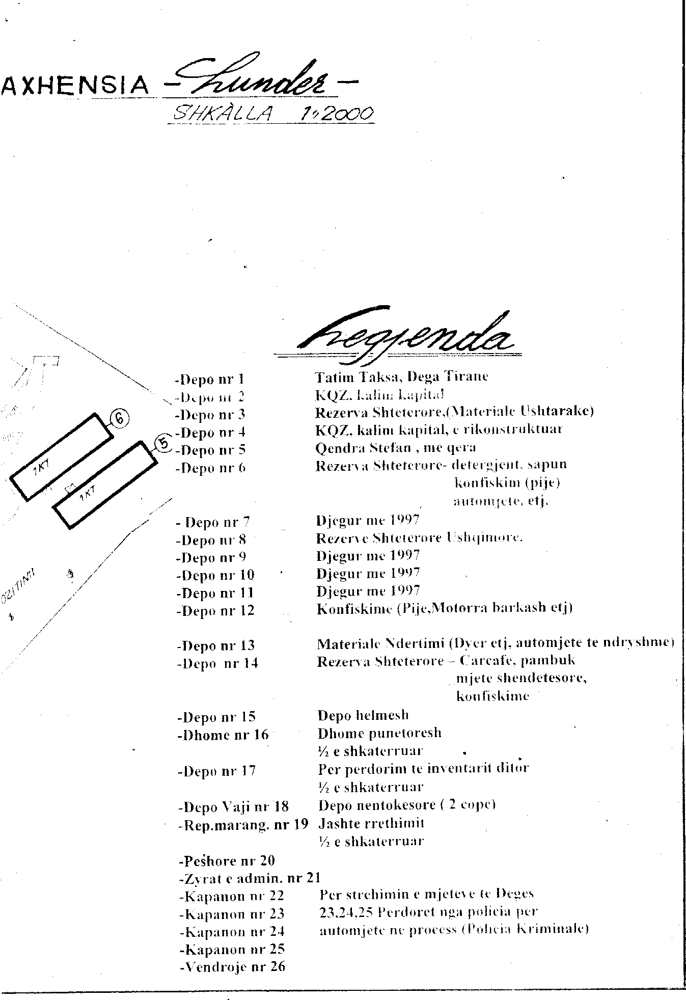 AXHENSIA - Lunder -
SHKALLA 1:2000
Legjenda
-Depo nr 1 Tatim Taksa, Dega Tirane
-Depo nr 2 KQZ, kalim kapital
-Depo nr 3 Rezerva Shteterore,(Materiale Ushtarake)
-Depo nr 4 KQZ, kalim kapital, e rikonstruktuar
-Depo nr 5 Qendra Stefan , me qera
-Depo nr 6 Rezerva Shteterore- detergjent, sapun
konfiskim (pije)
automjete, etj.
- Depo nr 7 Djegur me 1997
-Depo nr 8 Rezerve Shteterore Ushqimore.
-Depo nr 9 Djegur me 1997
-Depo nr 10 Djegur me 1997
-Depo nr 11 Djegur me 1997
-Depo nr 12 Konfiskime (Pije,Motorra barkash etj)
-Depo nr 13 Materiale Ndertimi (Dyer etj, automjete te ndryshme)
-Depo nr 14 Rezerva Shteterore – Carcafe, pambuk
mjete shendetesore,
konfiskime
-Depo nr 15 Depo helmesh
-Dhome nr 16 Dhome punetoresh
½ e shkaterruar
-Depo nr 17 Per perdorim te inventarit ditor
½ e shkaterruar
-Depo Vaji nr 18 Depo nentokesore ( 2 cope)
-Rep.marang. nr 19 Jashte rrethimit
½ e shkaterruar
-Peshore nr 20
-Zyrat e admin. nr 21
-Kapanon nr 22 Per strehimin e mjeteve te Deges
-Kapanon nr 23 23,24,25 Perdoret nga policia per
-Kapanon nr 24 automjete ne process (Policia Kriminale)
-Kapanon nr 25
-Vendroje nr 26
6
5
1KT
1KT